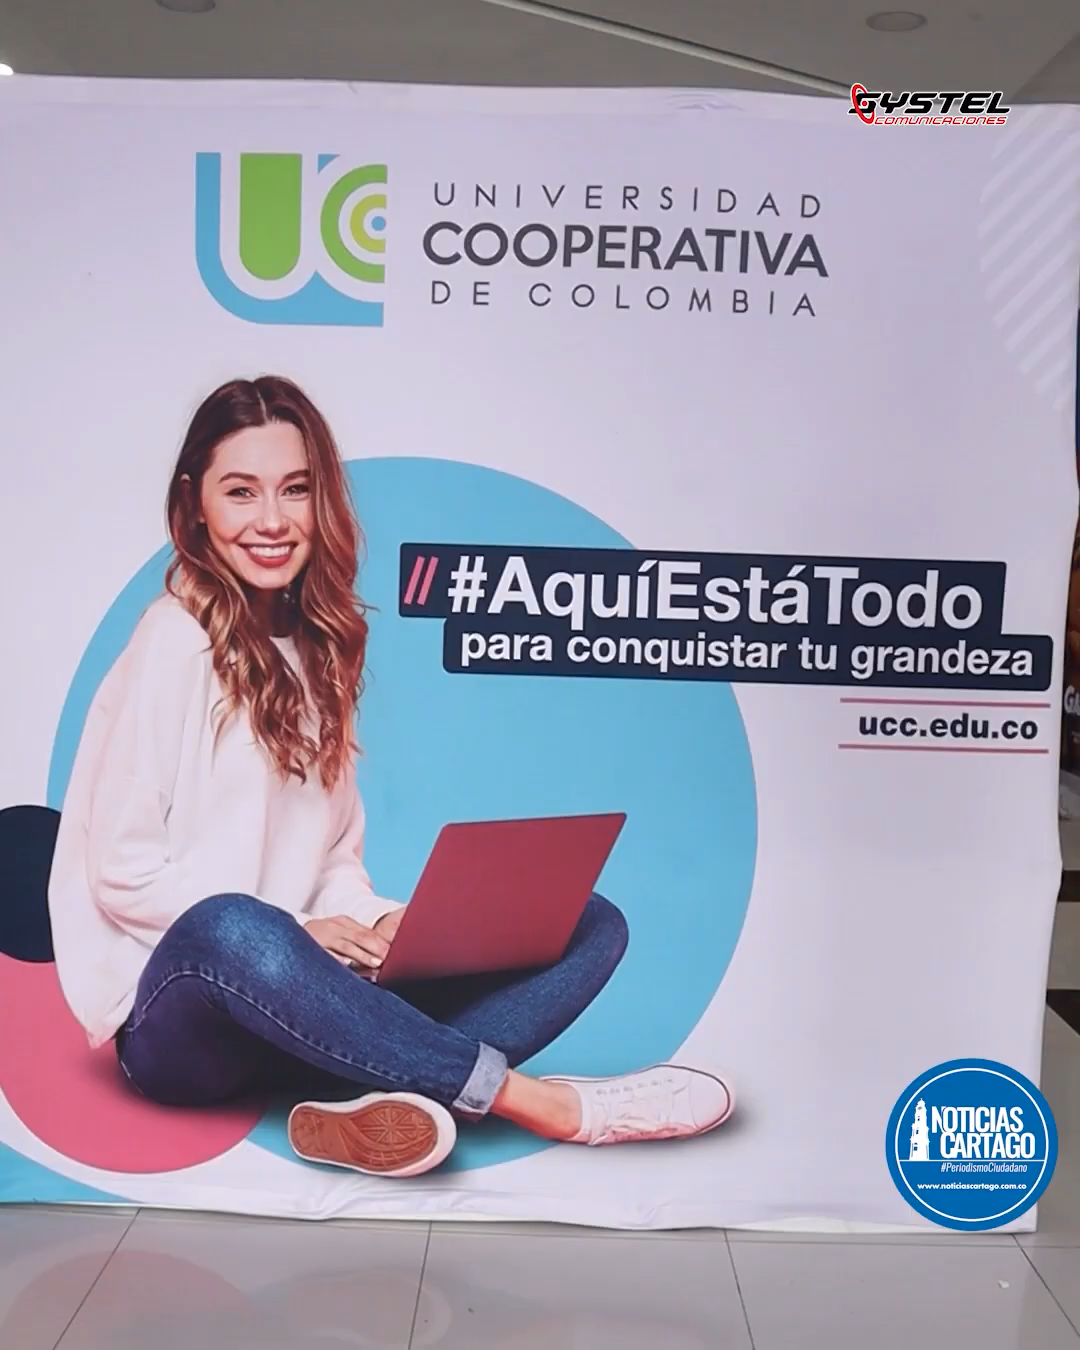 SYSTEL
COMUNICACIONES
UC
UNIVERSIDAD
COOPERATIVA
DE COLOMBIA
// #AquíEstáTodo
para conquistar tu grandeza
ucc.edu.co
NOTICIAS
CARTAGO
#PeriodismoCiudadano
www.noticiascartago.com.co